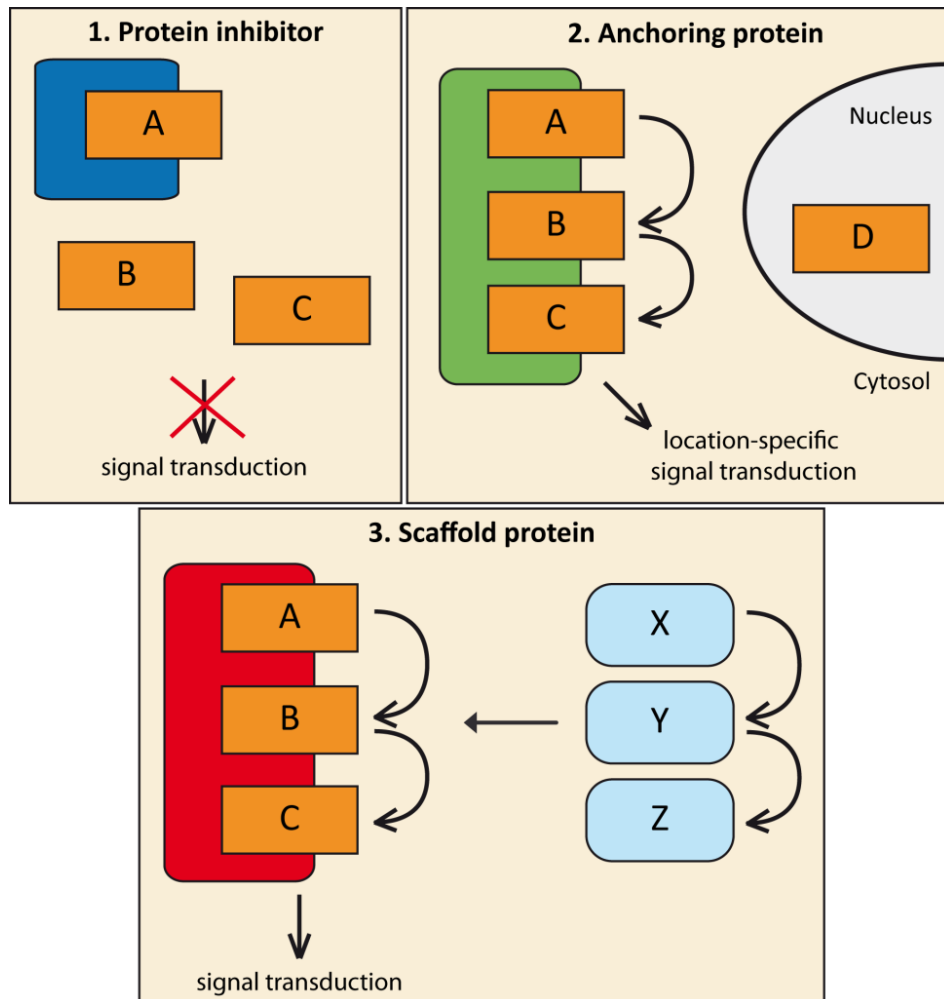 1. Protein inhibitor
A
B
C
signal transduction
2. Anchoring protein
A
B
C
Nucleus
D
Cytosol
location-specific
signal transduction
3. Scaffold protein
A
B
C
X
Y
Z
signal transduction